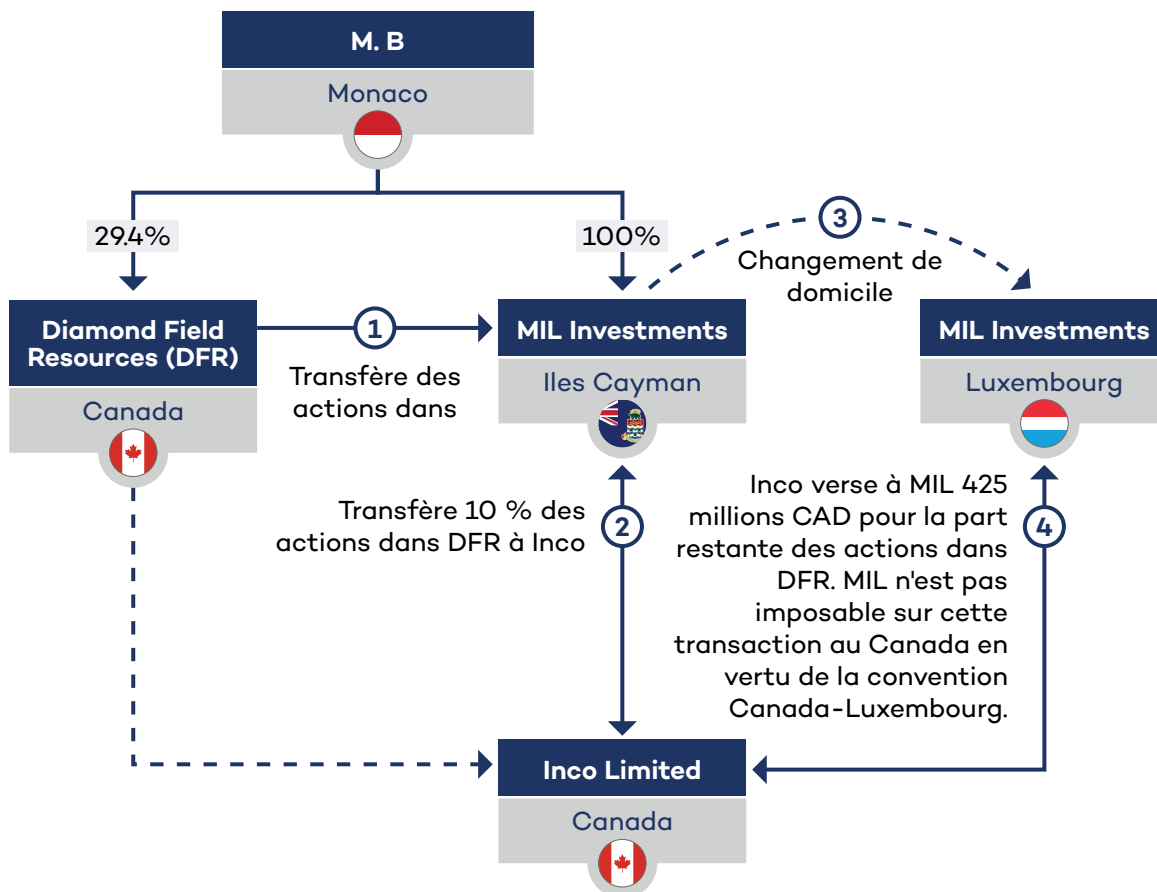 M. B
Monaco
29.4%
100%
3
Changement de
domicile
Diamond Field
Resources (DFR)
Canada
1
Transfère des
actions dans
MIL Investments
Iles Cayman
MIL Investments
Luxembourg
Transfère 10 % des
actions dans DFR à Inco
2
Inco verse à MIL 425
millions CAD pour la part
restante des actions dans
DFR. MIL n'est pas
imposable sur cette
transaction au Canada en
vertu de la convention
Canada-Luxembourg.
4
Inco Limited
Canada